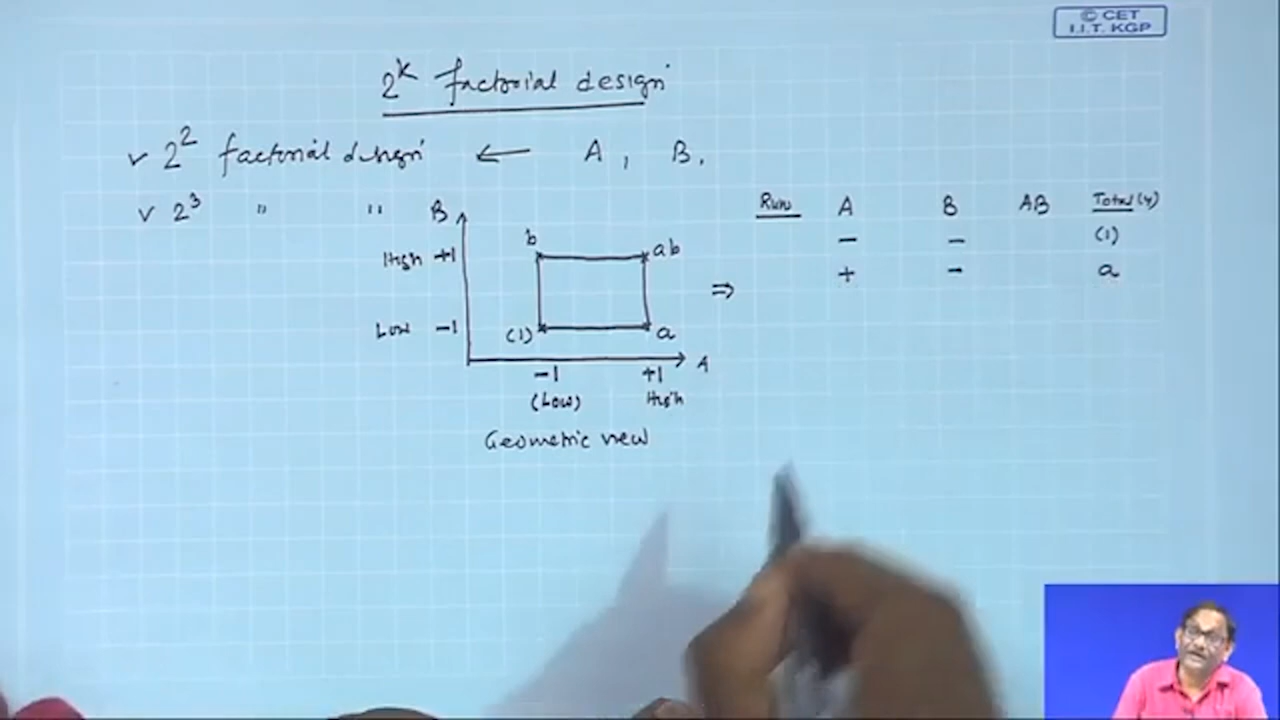 © CET
I.I.T. KGP
2^k factorial design
✓ 2^2 factorial design ← A, B.
✓ 2^3 " "
B
High +1
Low -1
b
ab
(1)
a
A
-1
+1
(Low)
High
Geometric view
⇒
Run A B AB Total (y)
- - (1)
+ - a